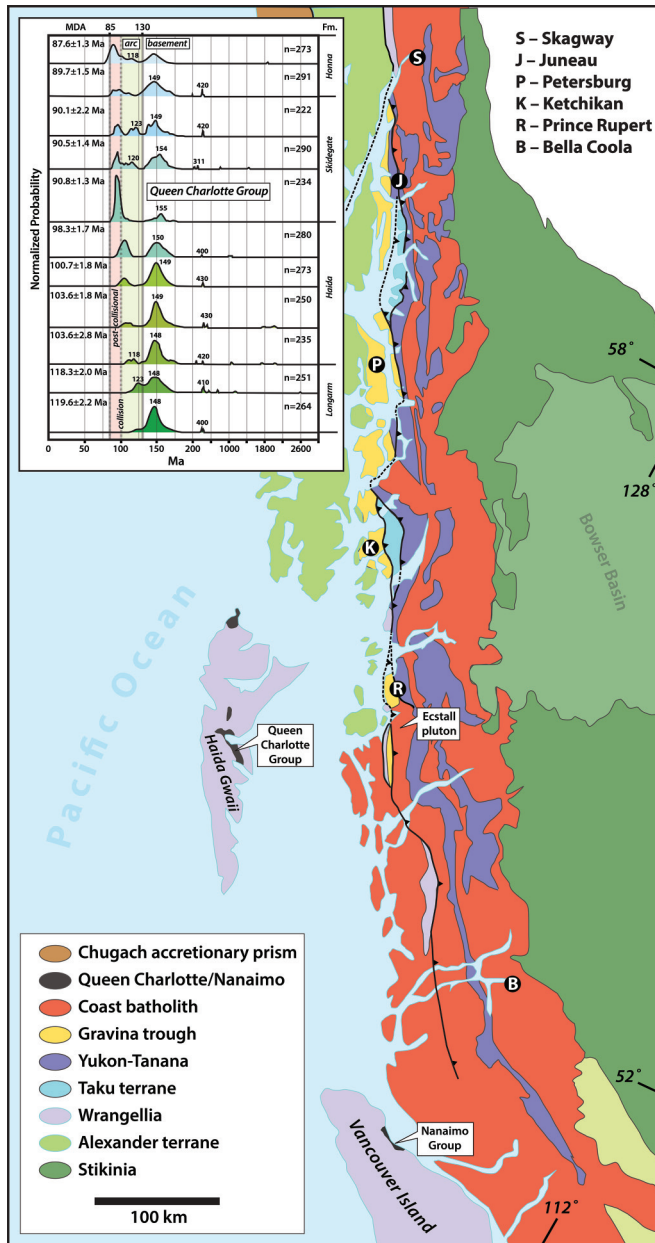 MDA 85 130 Fm.
arc basement
87.6±1.3 Ma 118 n=273
Honna
89.7±1.5 Ma 149 420 n=291
90.1±2.2 Ma 123 149 420 n=222
90.5±1.4 Ma 120 154 311 n=290
Skidegate
90.8±1.3 Ma Queen Charlotte Group n=234
155
98.3±1.7 Ma 150 400 n=280
100.7±1.8 Ma 149 430 n=273
103.6±1.8 Ma 149 430 n=250
Haida
103.6±2.8 Ma 118 148 420 n=235
118.3±2.0 Ma 123 148 410 n=251
119.6±2.2 Ma 148 400 n=264
Longarm
post-collisional
collision
Normalized Probability
0 50 100 150 200 1000 1400 1800 2600
Ma
S – Skagway
J – Juneau
P – Petersburg
K – Ketchikan
R – Prince Rupert
B – Bella Coola
S
J
P
58°
128°
Bowser Basin
K
Pacific Ocean
R
Ecstall
pluton
Queen
Charlotte
Group
Haida Gwaii
B
52°
Nanaimo
Group
Vancouver Island
112°
Chugach accretionary prism
Queen Charlotte/Nanaimo
Coast batholith
Gravina trough
Yukon-Tanana
Taku terrane
Wrangellia
Alexander terrane
Stikinia
100 km